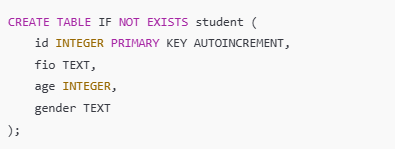 CREATE TABLE IF NOT EXISTS student (
    id INTEGER PRIMARY KEY AUTOINCREMENT,
    fio TEXT,
    age INTEGER,
    gender TEXT
);